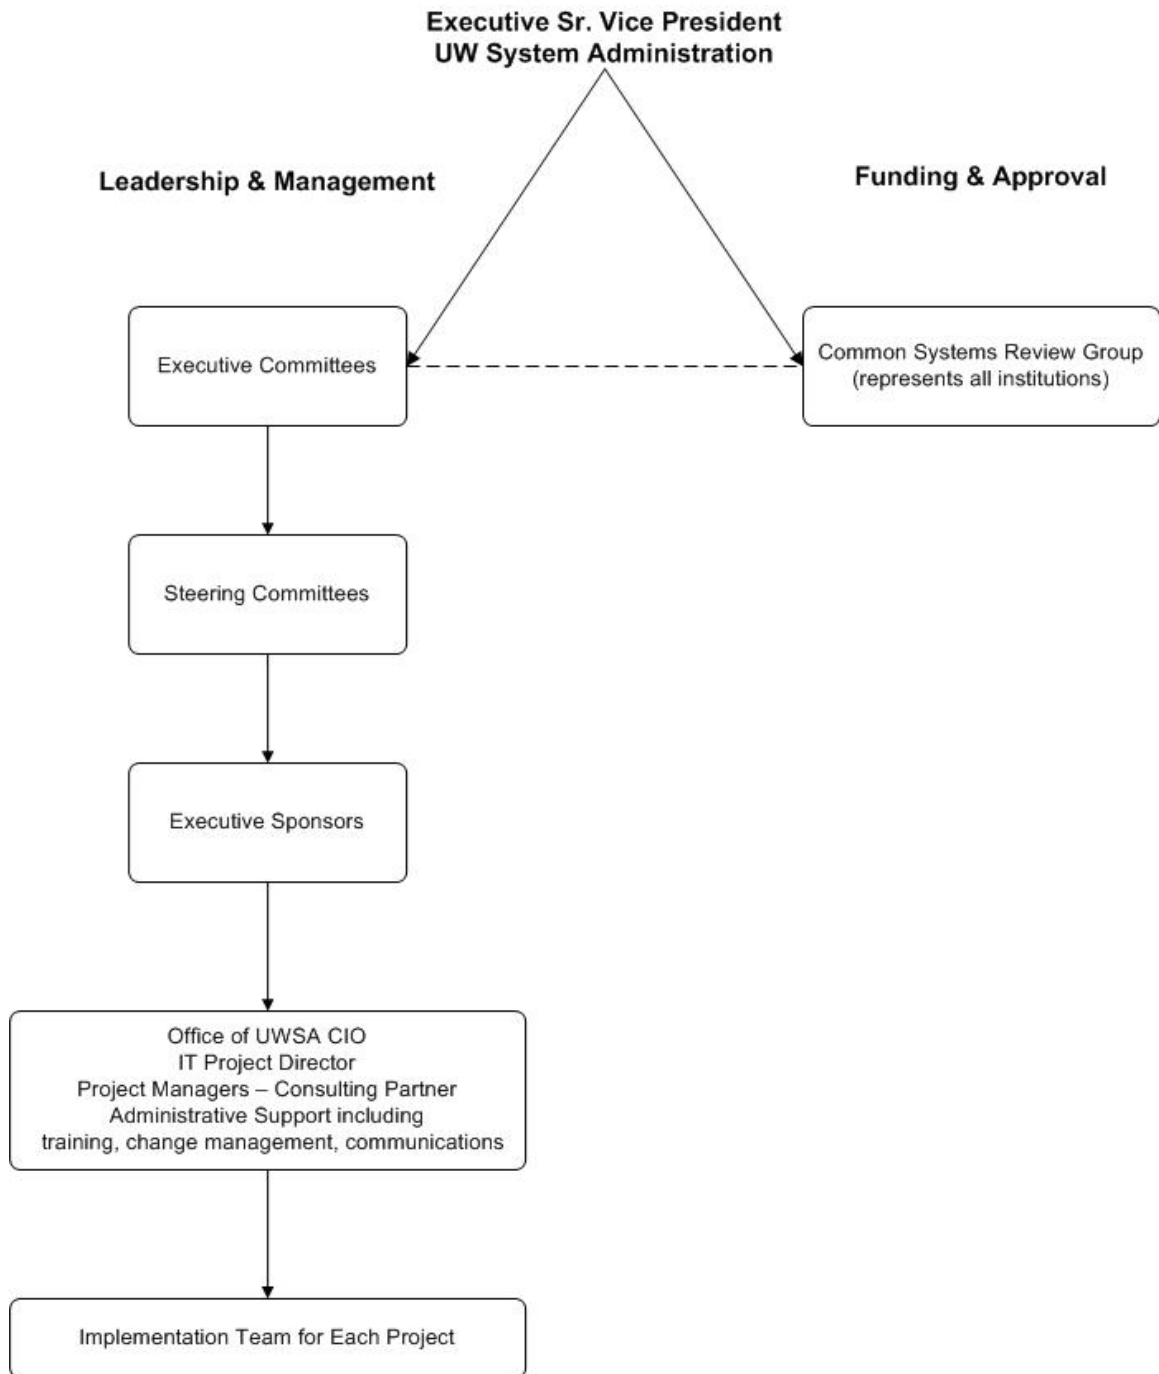 Executive Sr. Vice President
UW System Administration
Leadership & Management
Funding & Approval
Executive Committees
Common Systems Review Group
(represents all institutions)
Steering Committees
Executive Sponsors
Office of UWSA CIO
IT Project Director
Project Managers – Consulting Partner
Administrative Support including
training, change management, communications
Implementation Team for Each Project